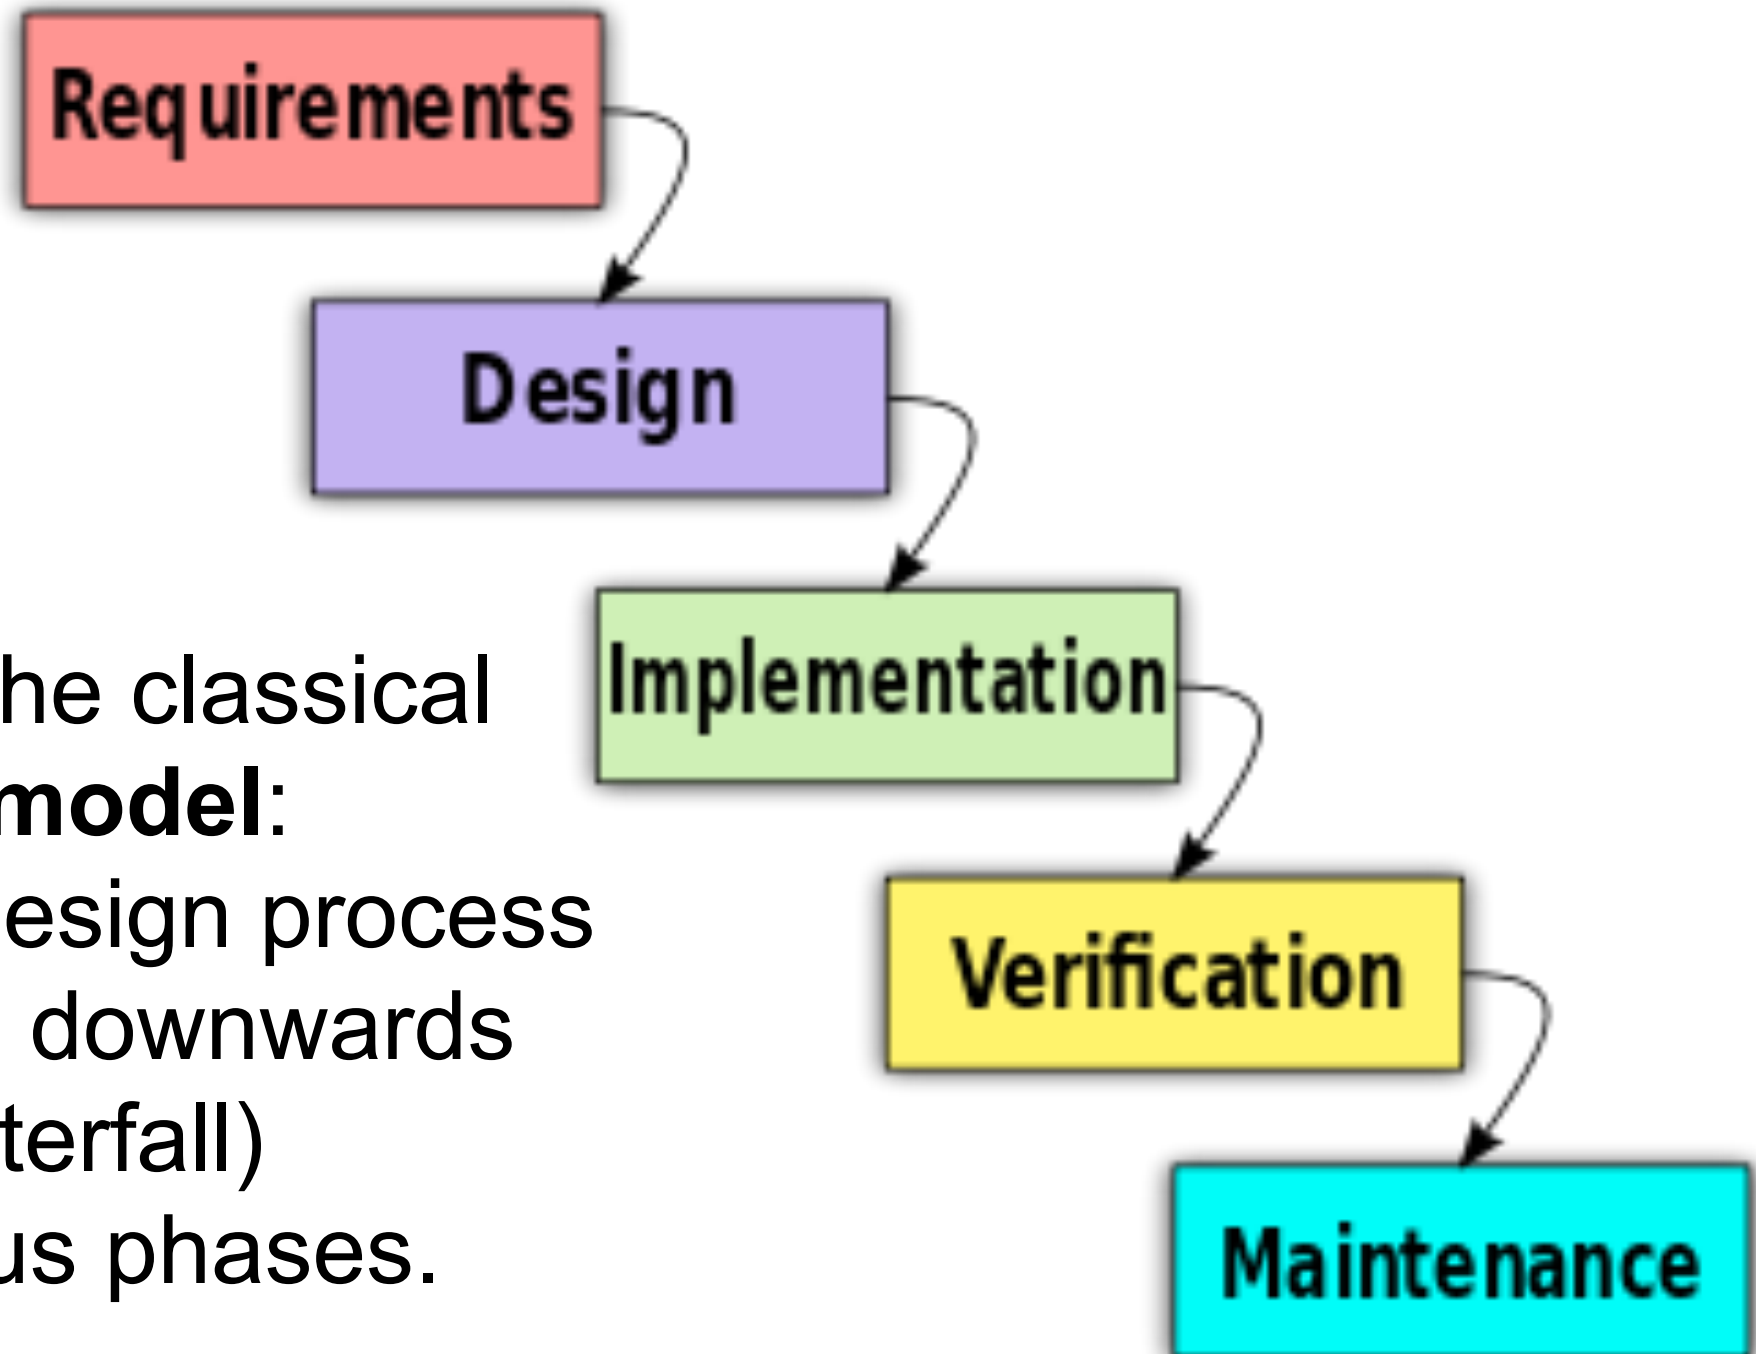 Requirements
Design
Implementation
he classical
model:
esign process
downwards
terfall)
us phases.
Verification
Maintenance